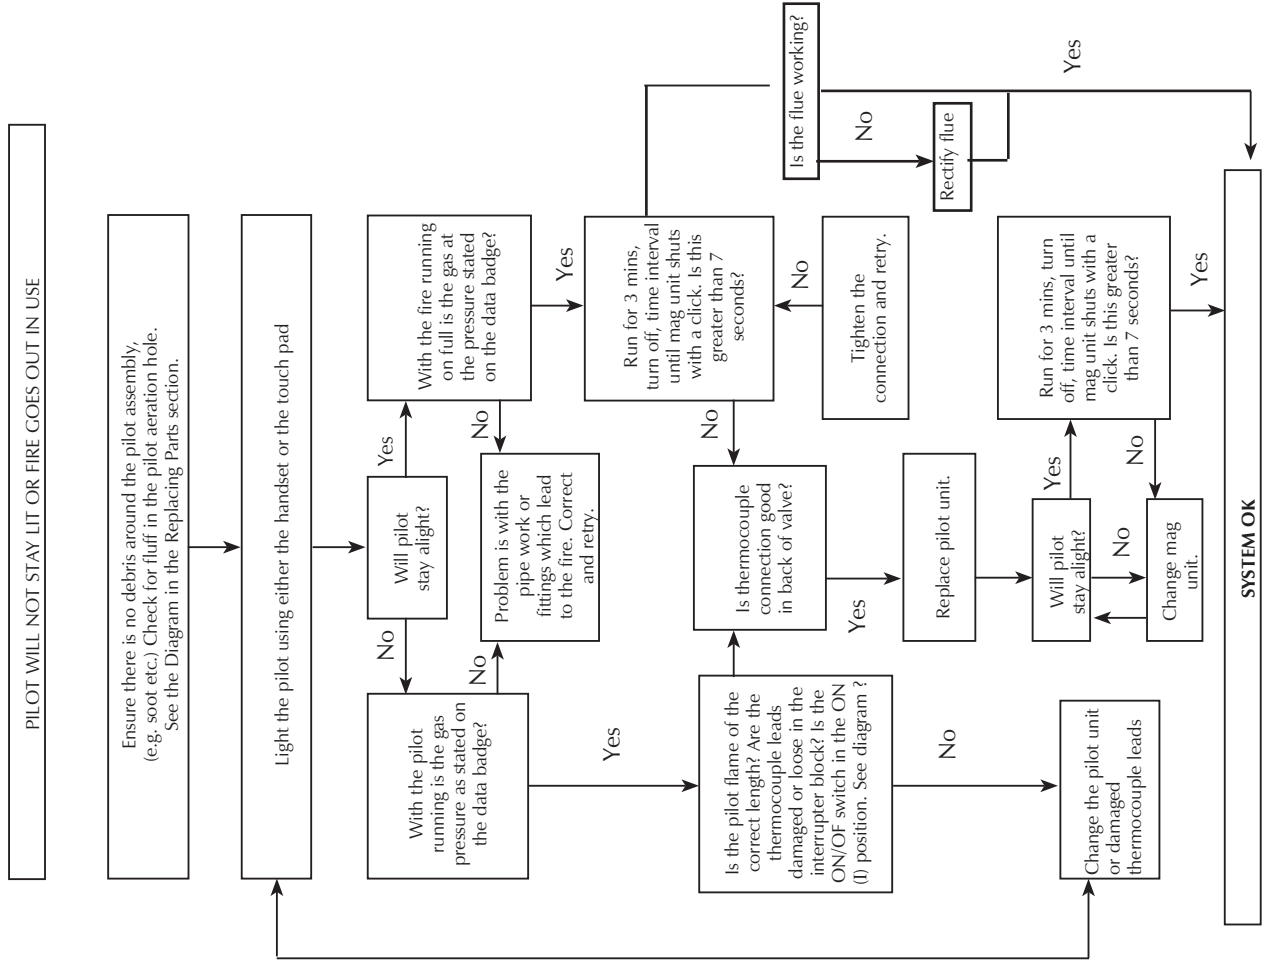 PILOT WILL NOT STAY LIT OR FIRE GOES OUT IN USE
Ensure there is no debris around the pilot assembly,
(e.g. soot etc.) Check for fluff in the pilot aeration hole.
See the Diagram in the Replacing Parts section.
Light the pilot using either the handset or the touch pad
Will pilot
stay alight?
No
Yes
With the pilot
running is the gas
pressure as stated on
the data badge?
No
Yes
Problem is with the
pipe work or
fittings which lead
to the fire. Correct
and retry.
With the fire running
on full is the gas at
the pressure stated
on the data badge?
No
Yes
Run for 3 mins,
turn off, time interval
until mag unit shuts
with a click. Is this
greater than 7
seconds?
No
No
Is the flue working?
No
Yes
Rectify flue
Is the pilot flame of the
correct length? Are the
thermocouple leads
damaged or loose in the
interrupter block? Is the
ON/OF switch in the ON
(I) position. See diagram ?
No
Is thermocouple
connection good
in back of valve?
Yes
Tighten the
connection and retry.
Replace pilot unit.
Will pilot
stay alight?
Yes
No
Run for 3 mins, turn
off, time interval until
mag unit shuts with a
click. Is this greater
than 7 seconds?
No
Yes
Change the pilot unit
or damaged
thermocouple leads
Change mag
unit.
SYSTEM OK